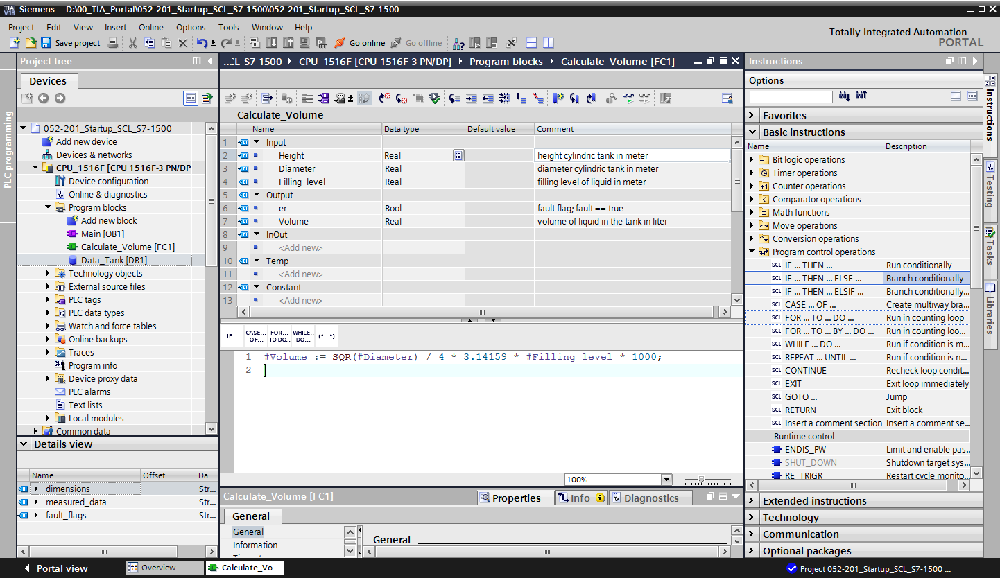 TIA V13
Siemens - D:\00_TIA_Portal\052-201_Startup_SCL_S7-1500\052-201_Startup_SCL_S7-1500
Project Edit View Insert Online Options Tools Window Help
Totally Integrated Automation
PORTAL
Save project
Go online
Go offline
PLC programming
Project tree
Devices
052-201_Startup_SCL_S7-1500
Add new device
Devices & networks
CPU_1516F [CPU 1516F-3 PN/DP
Device configuration
Online & diagnostics
Program blocks
Add new block
Main [OB1]
Calculate_Volume [FC1]
Data_Tank [DB1]
Technology objects
External source files
PLC tags
PLC data types
Watch and force tables
Online backups
Traces
Program info
Device proxy data
PLC alarms
Text lists
Local modules
Common data
Details view
Name Offset Da...
dimensions Str...
measured_data Str...
fault_flags Str...
...CL_S7-1500 CPU_1516F [CPU 1516F-3 PN/DP] Program blocks Calculate_Volume [FC1]
Calculate_Volume
Name Data type Default value Comment
1 Input
2 Height Real height cylindric tank in meter
3 Diameter Real diameter cylindric tank in meter
4 Filling_level Real filling level of liquid in meter
5 Output
6 er Bool fault flag; fault == true
7 Volume Real volume of liquid in the tank in liter
8 InOut
9 <Add new>
10 Temp
11 <Add new>
12 Constant
13 <Add new>
IF... CASE... OF... FOR... TO DO.. WHILE.. DO... (*...*)
1 #Volume := SQR(#Diameter) / 4 * 3.14159 * #Filling_level * 1000;
2
100%
Calculate_Volume [FC1]
Properties Info Diagnostics
General
General
Information
Time stamps
General
Instructions
Options
Favorites
Basic instructions
Name Description
Bit logic operations
Timer operations
Counter operations
Comparator operations
Math functions
Move operations
Conversion operations
Program control operations
SCL IF ... THEN ... Run conditionally
SCL IF ... THEN ... ELSE ... Branch conditionally
SCL IF ... THEN ... ELSIF ... Branch conditionally...
SCL CASE ... OF ... Create multiway bra...
SCL FOR ... TO ... DO ... Run in counting loop
SCL FOR ... TO ... BY ... DO ... Run in counting loo...
SCL WHILE ... DO ... Run if condition is m...
SCL REPEAT ... UNTIL ... Run if condition is n...
SCL CONTINUE Recheck loop condit...
SCL EXIT Exit loop immediately
SCL GOTO ... Jump
SCL RETURN Exit block
SCL Insert a comment section Insert a comment se...
Runtime control
ENDIS_PW Limit and enable pas...
SHUT_DOWN Shutdown target sys...
RE_TRIGR Restart cycle monito...
Extended instructions
Technology
Communication
Optional packages
Instructions
Testing
Tasks
Libraries
Portal view
Overview
Calculate_Vo...
Project 052-201_Startup_SCL_S7-1500 ...